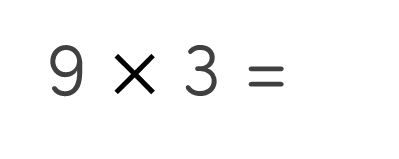 9 × 3 =